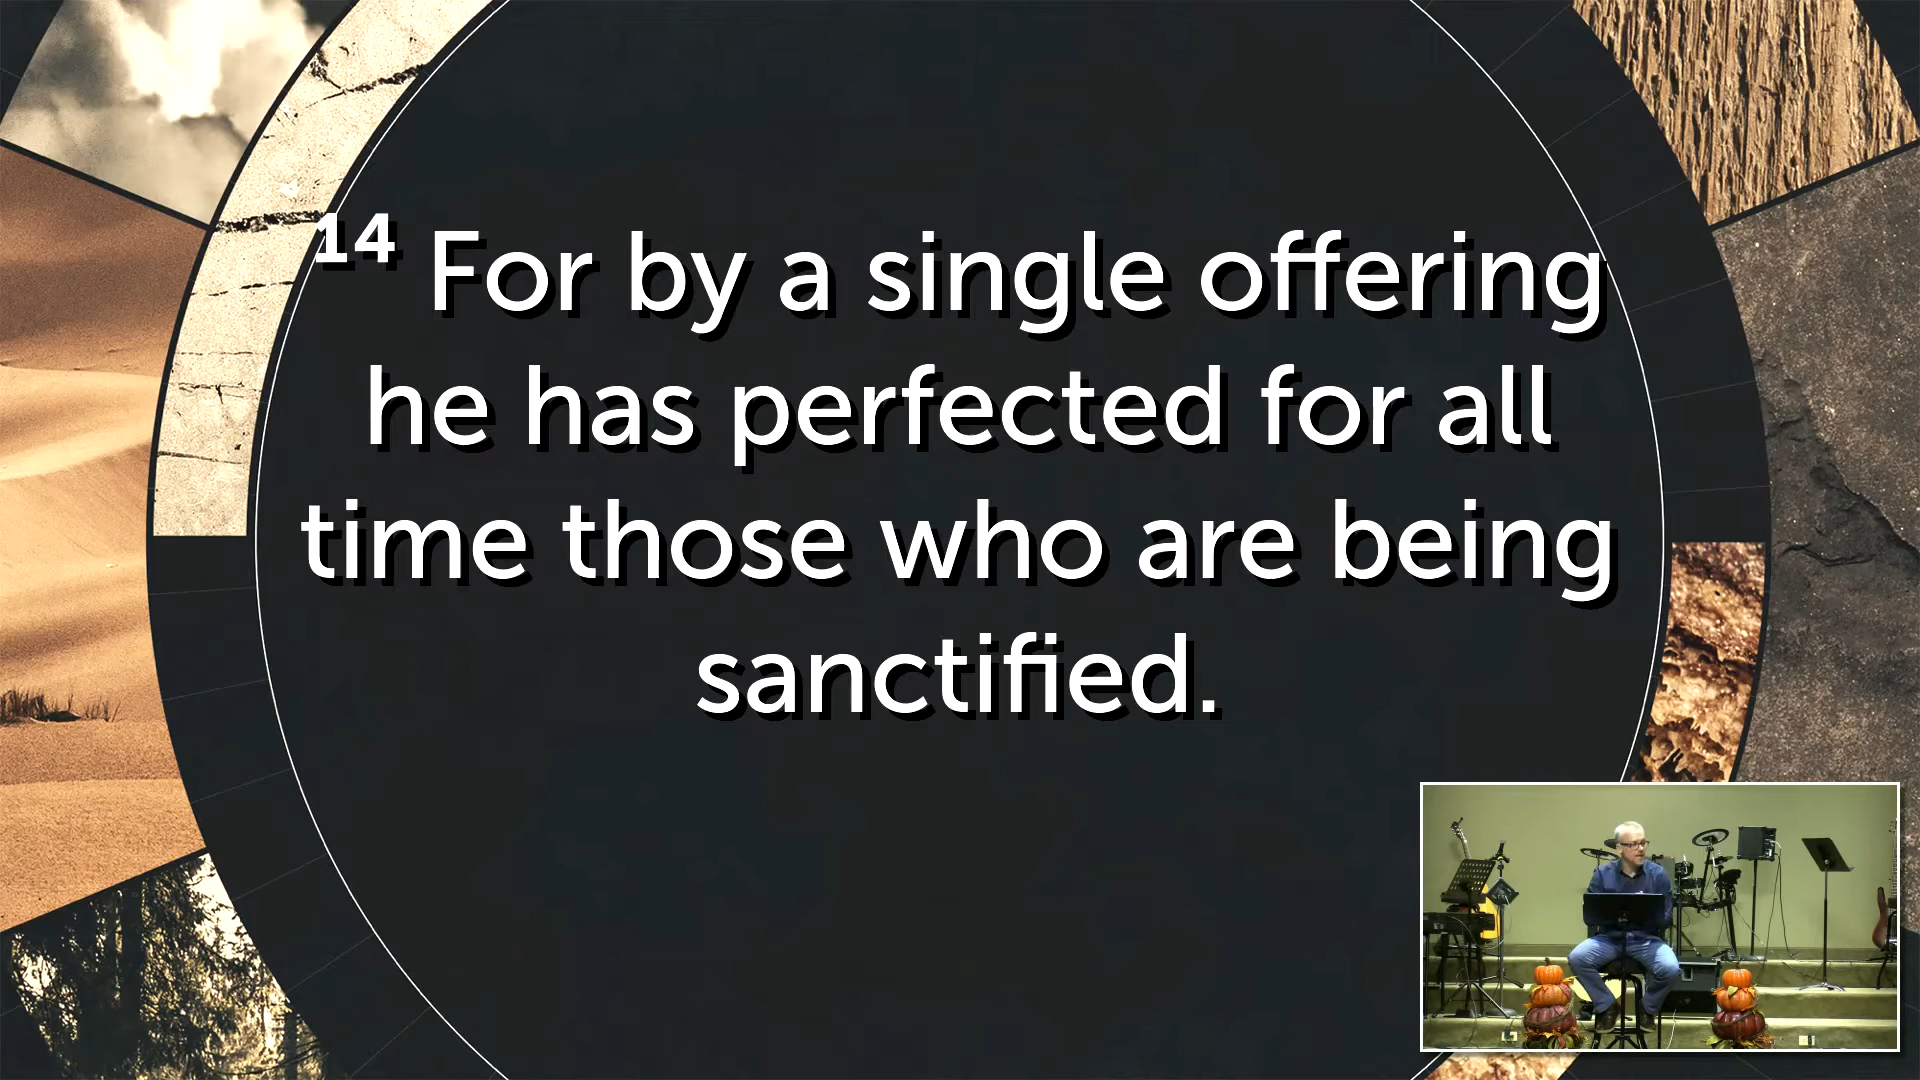 14 For by a single offering
he has perfected for all
time those who are being
sanctified.